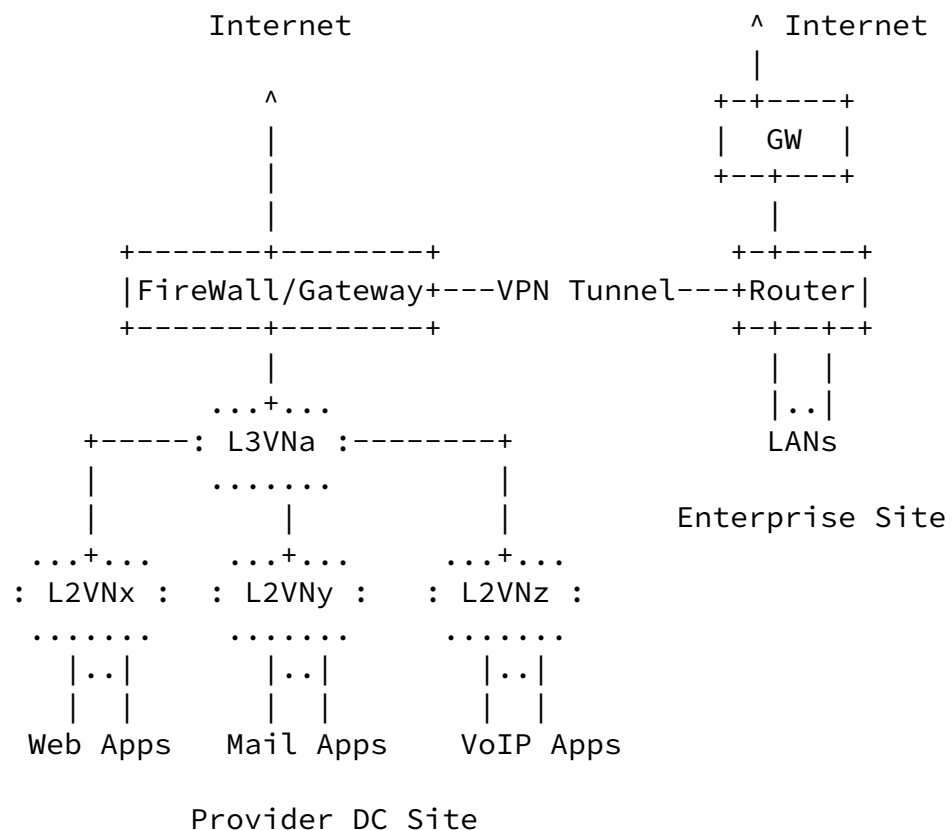 Internet ^ Internet
|
^ +-+----+
| | GW |
| +--+---+
| |
+-------+--------+ +-+----+
|FireWall/Gateway+---VPN Tunnel---+Router|
+-------+--------+ +-+--+-+
| | |
...+... |..|
+-----: L3VNa :--------+ LANs
| ....... |
| | | Enterprise Site
...+... ...+... ...+...
: L2VNx : : L2VNy : : L2VNz :
....... ....... .......
|..| |..| |..|
| | | | | |
Web Apps Mail Apps VoIP Apps
Provider DC Site